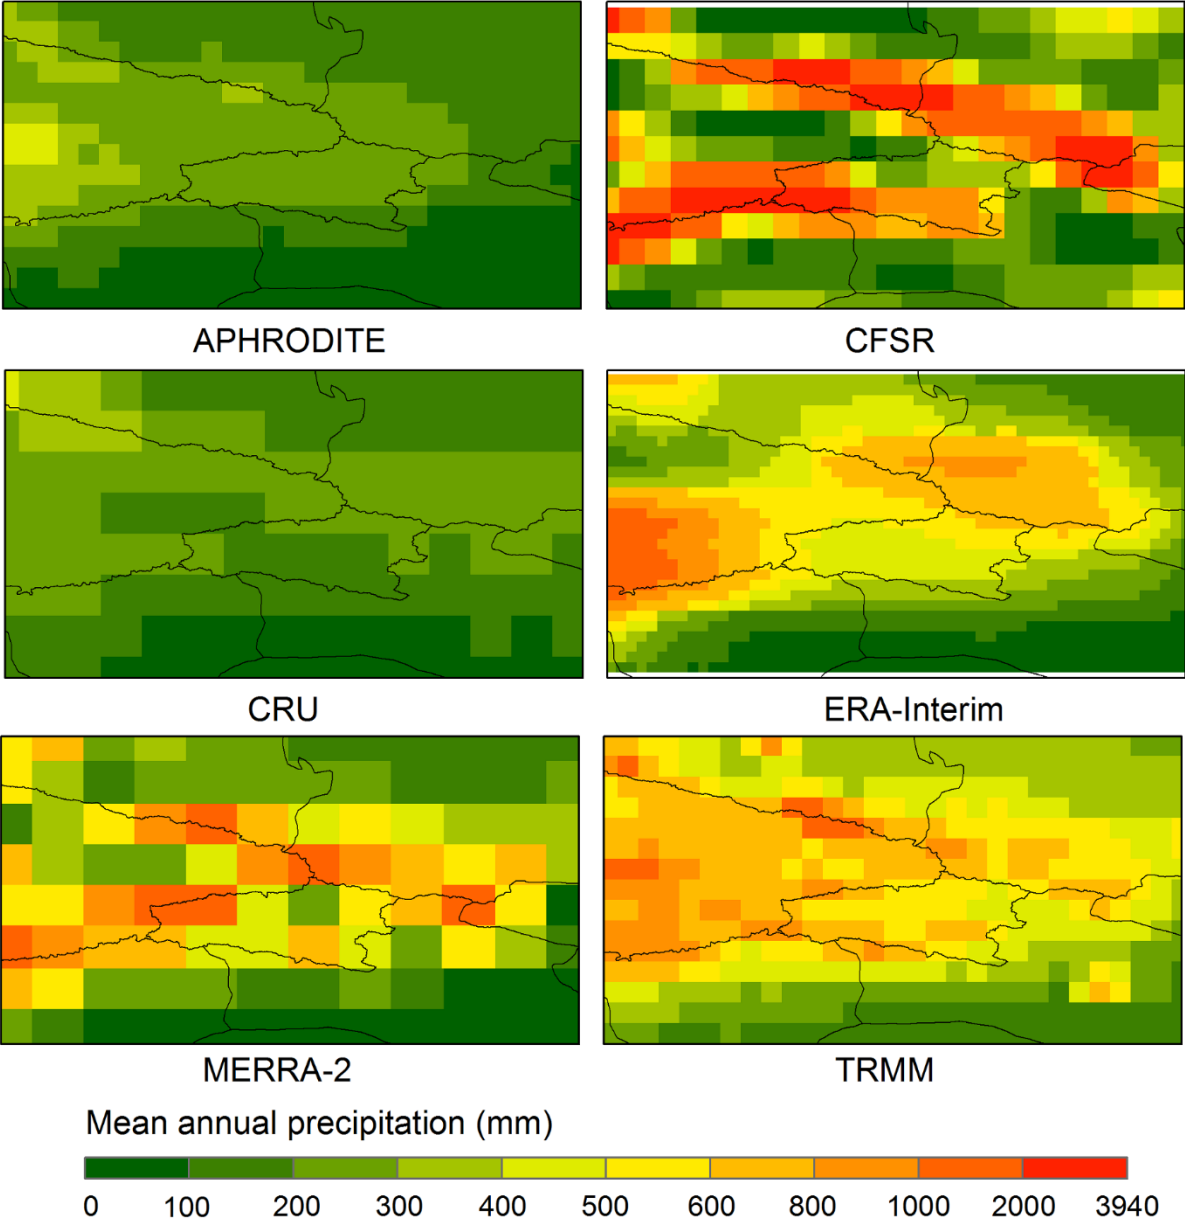 APHRODITE
CFSR
CRU
ERA-Interim
MERRA-2
TRMM
Mean annual precipitation (mm)
0 100 200 300 400 500 600 800 1000 2000 3940